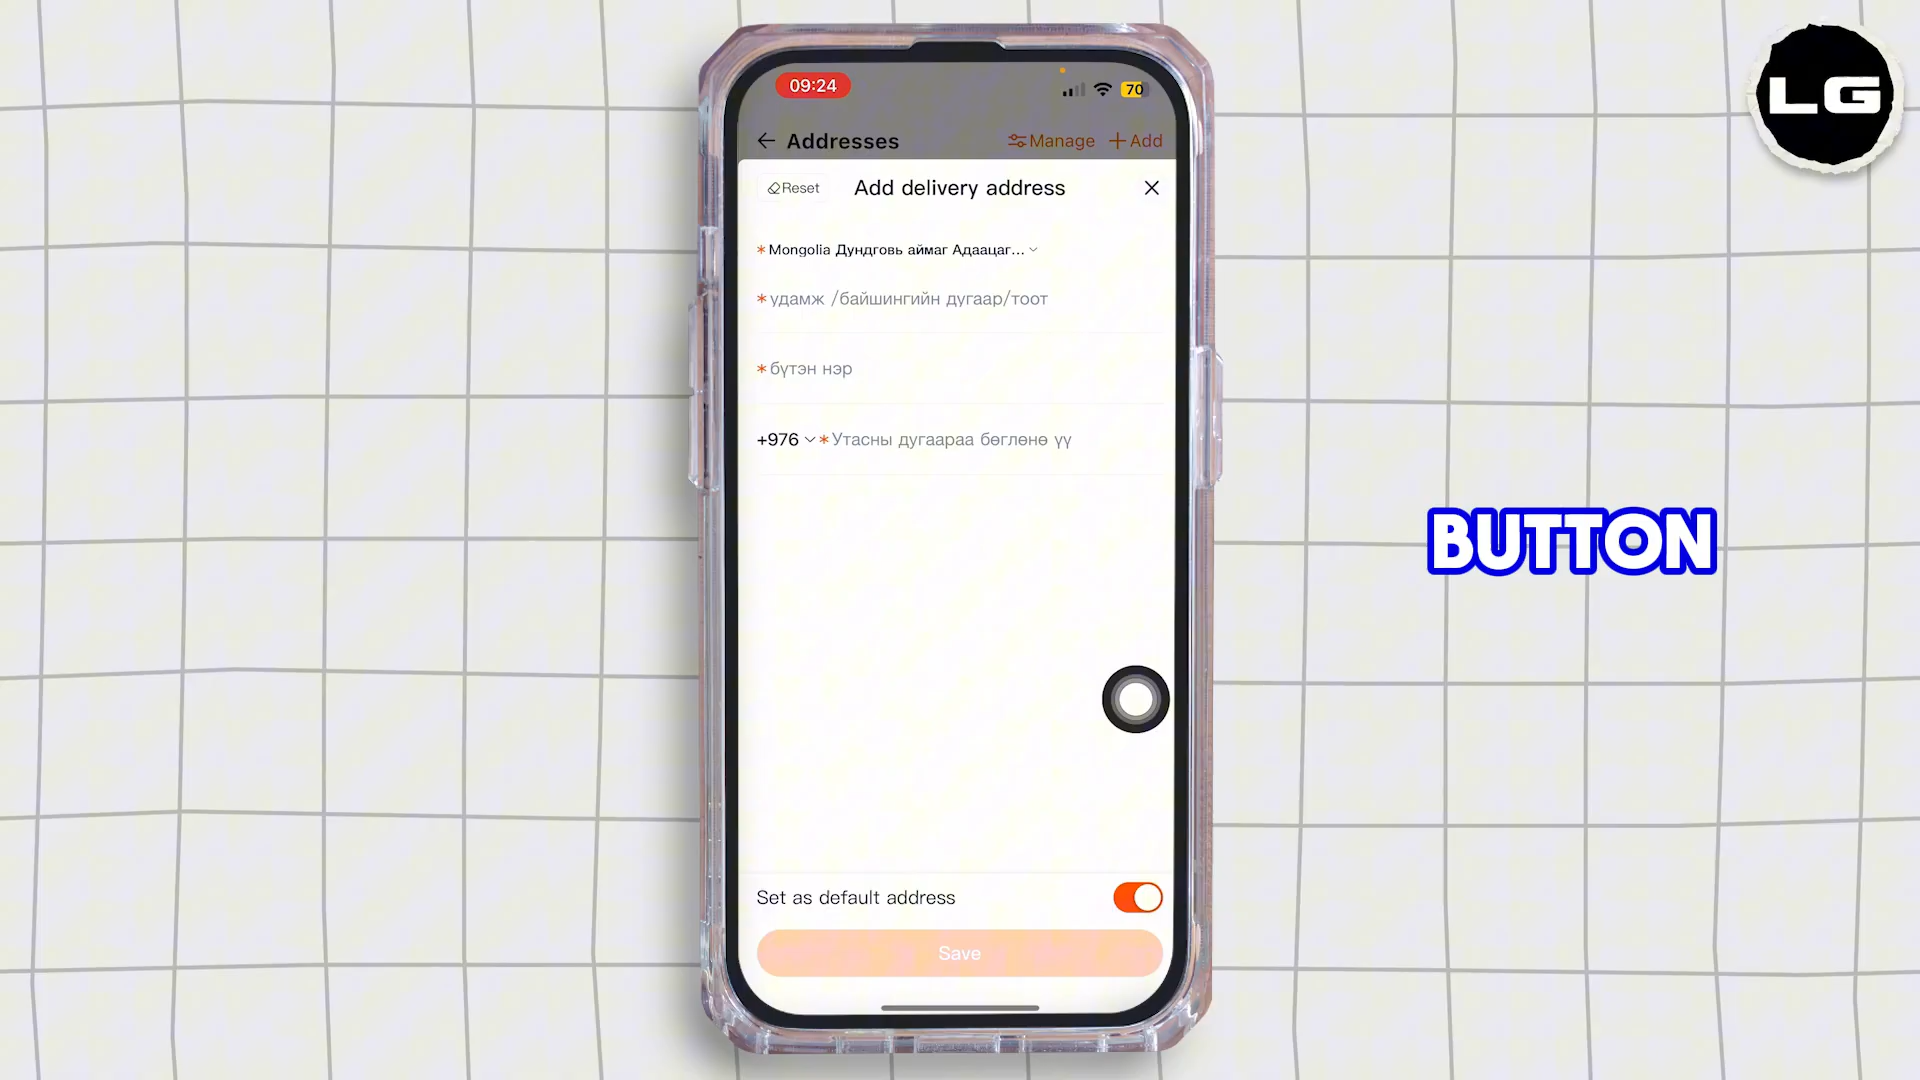 09:24
70
LG
Addresses
Manage
Add
Reset
Add delivery address
*Mongolia Дундговь аймаг Адаацаг...
*удамж /байшингийн дугаар/тоот
*бүтэн нэр
+976 *Утасны дугаараа бөглөнө үү
BUTTON
Set as default address
Save